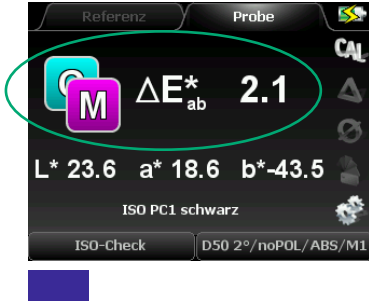 Referenz Probe
CAL
C M ΔE*ab 2.1
L* 23.6 a* 18.6 b*-43.5
ISO PC1 schwarz
ISO-Check D50 2°/noPOL/ABS/M1